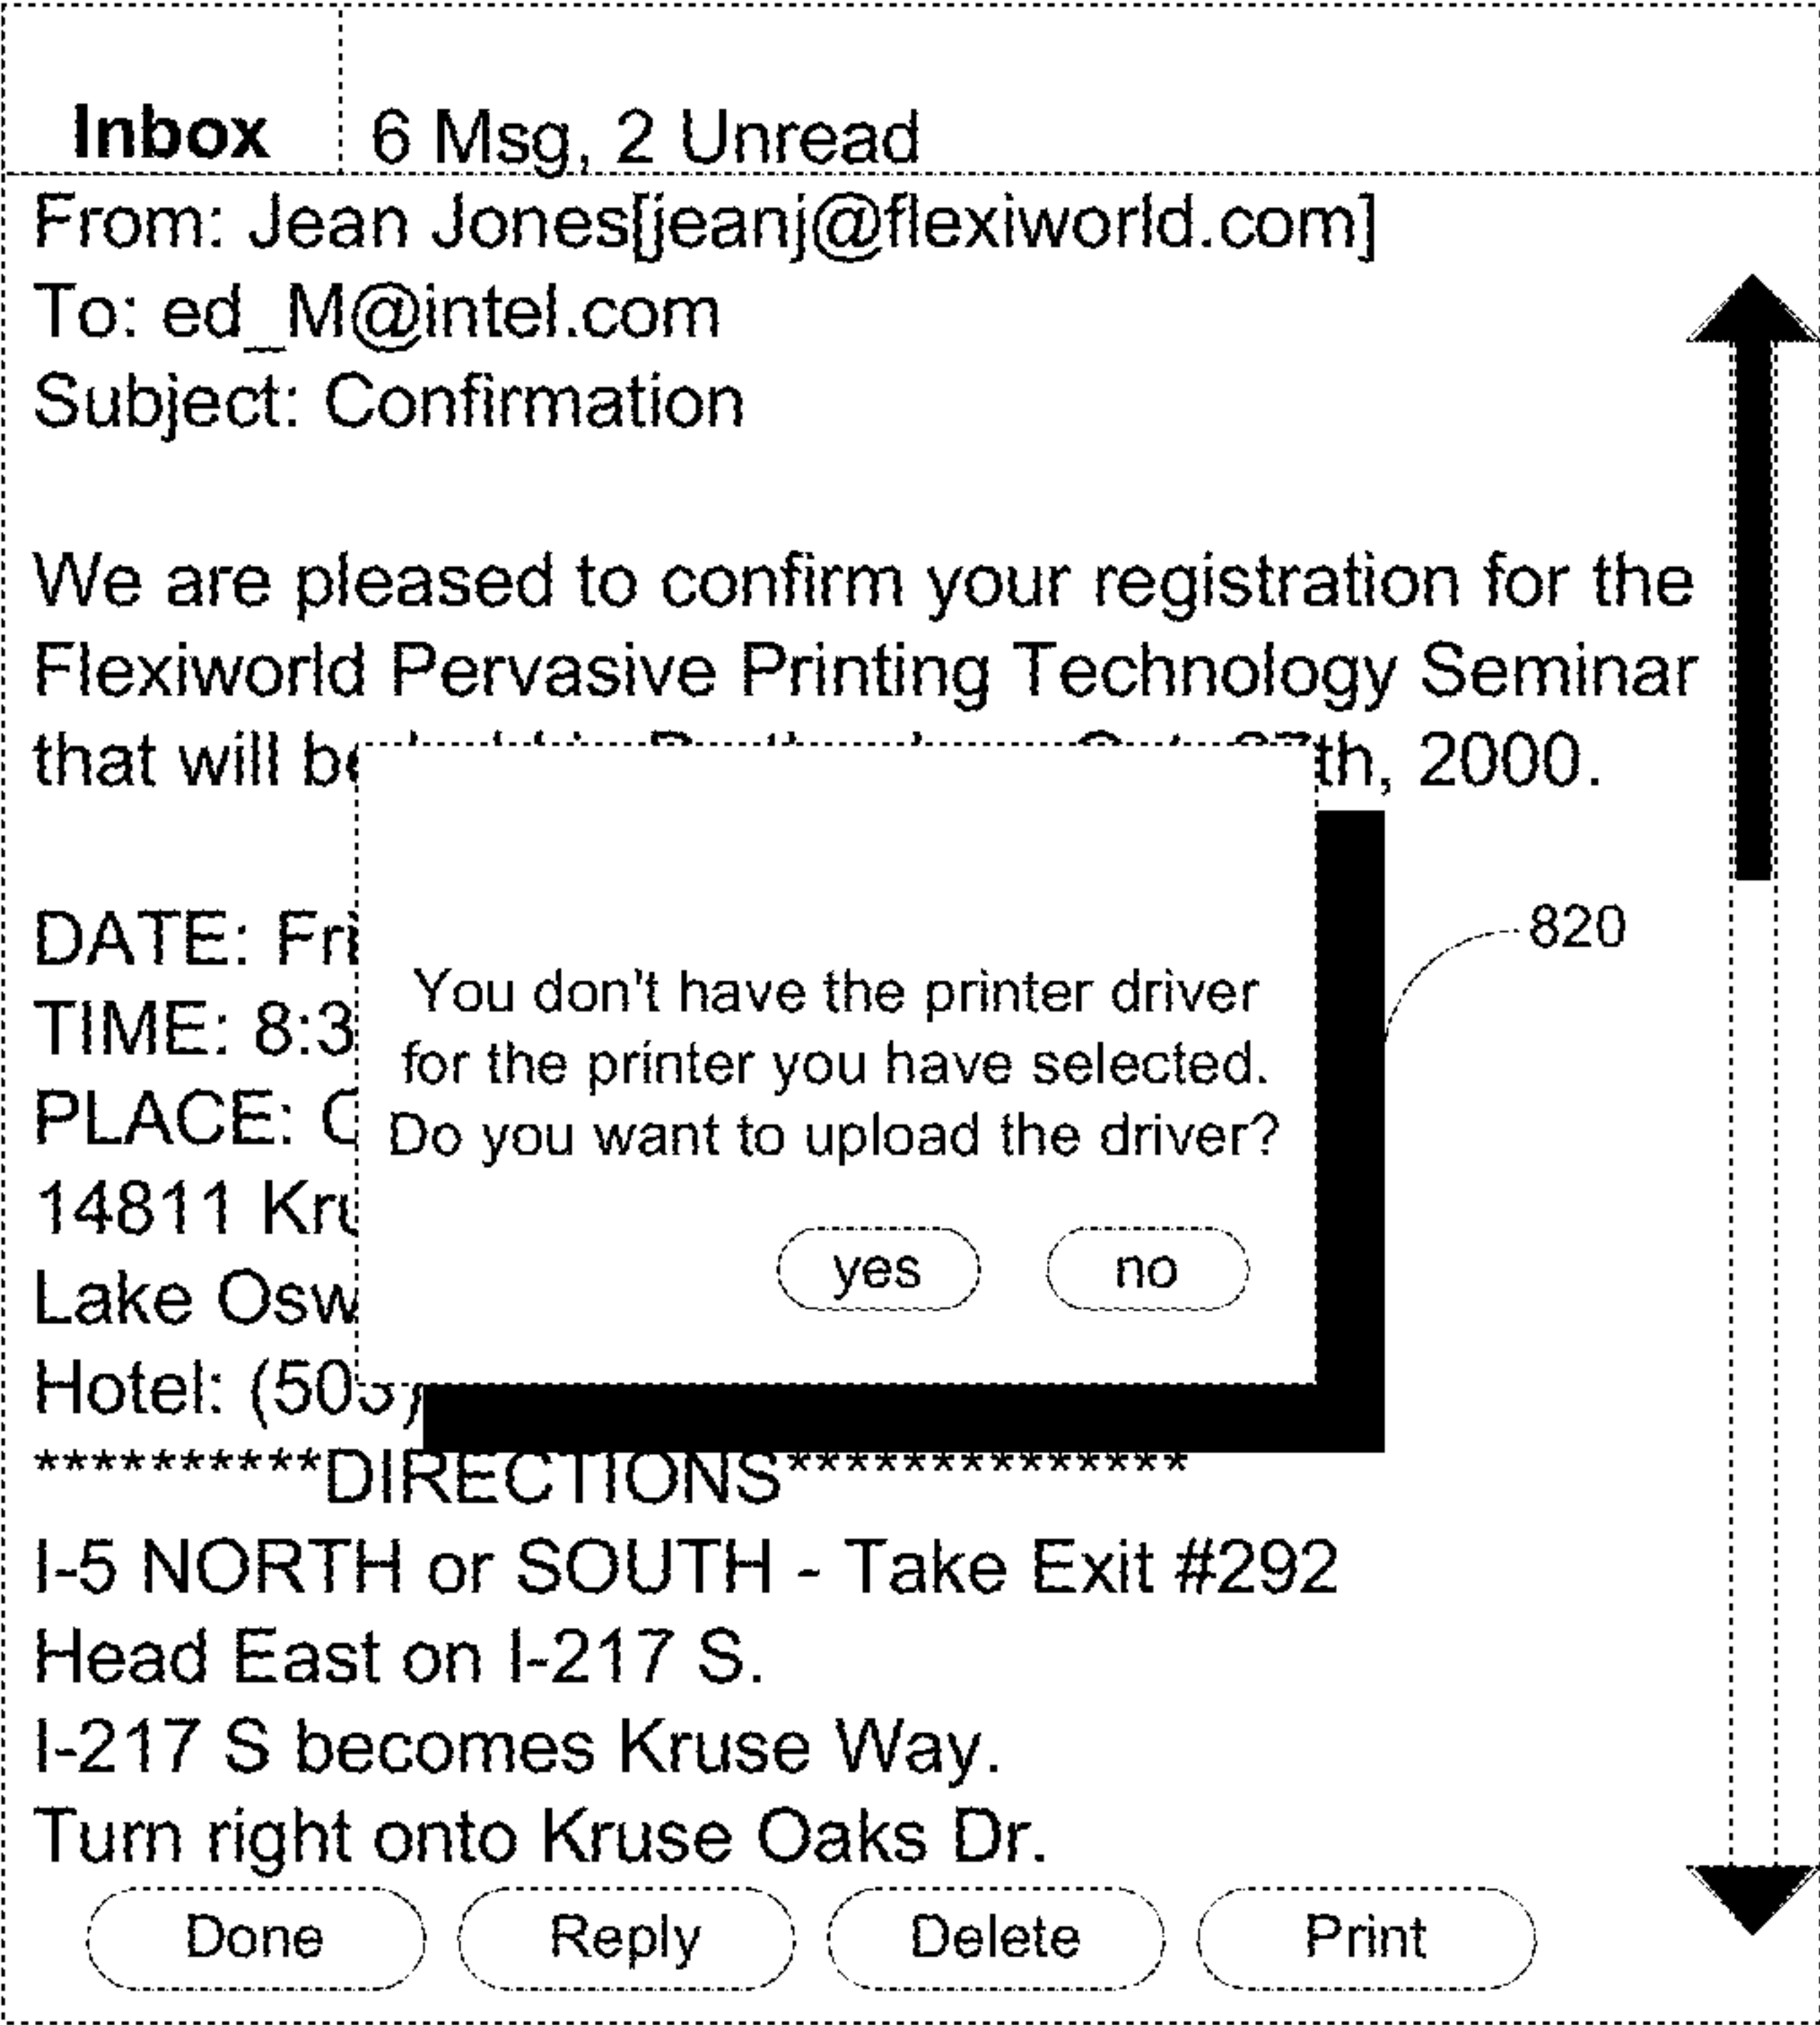 Inbox 6 Msg, 2 Unread
From: Jean Jones[jeanj@flexiworld.com]
To: ed_M@intel.com
Subject: Confirmation
We are pleased to confirm your registration for the
Flexiworld Pervasive Printing Technology Seminar
that will th, 2000.
DATE: Fri
TIME: 8:3
PLACE:
14811
Lake Osw
Hotel:
**********DIRECTIONS**************
I-5 NORTH or SOUTH - Take Exit #292
Head East on I-217 S.
I-217 S becomes Kruse Way.
Turn right onto Kruse Oaks Dr.
You don't have the printer driver
for the printer you have selected.
Do you want to upload the driver?
yes no
820
Done Reply Delete Print